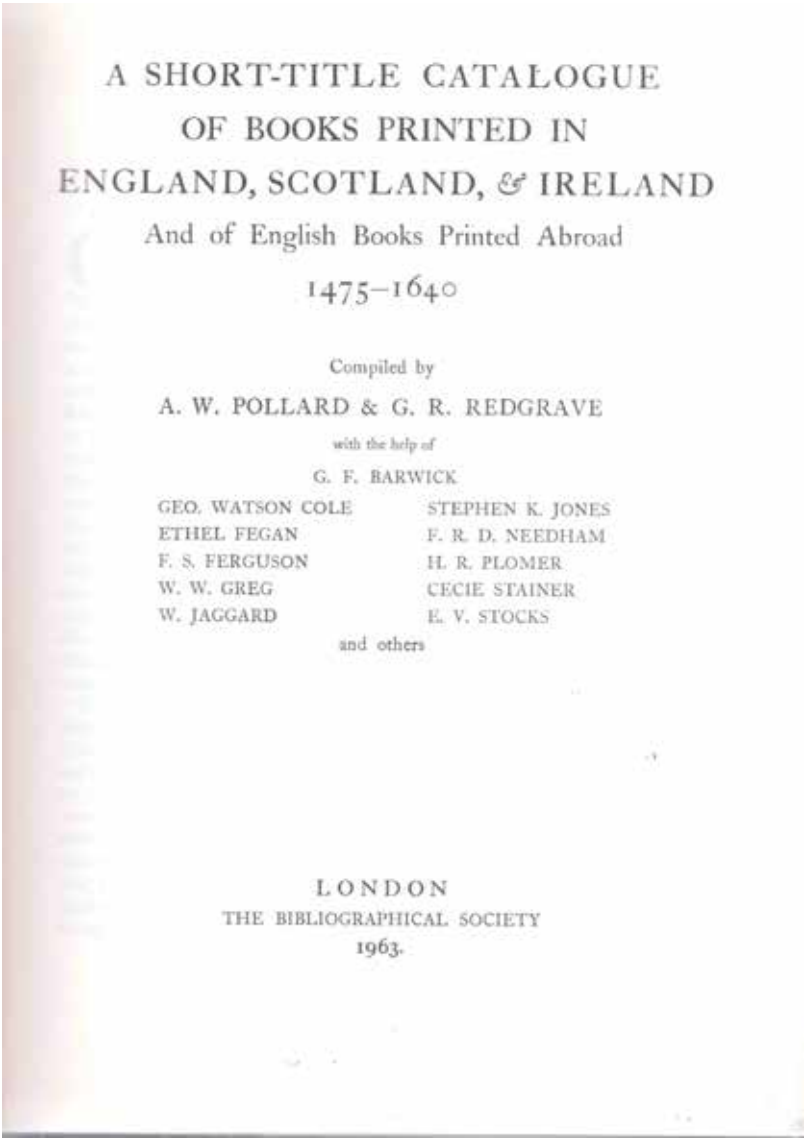 A SHORT-TITLE CATALOGUE
OF BOOKS PRINTED IN
ENGLAND, SCOTLAND, & IRELAND
And of English Books Printed Abroad
1475–1640
Compiled by
A. W. POLLARD & G. R. REDGRAVE
with the help of
G. F. BARWICK
GEO. WATSON COLE STEPHEN K. JONES
ETHEL FEGAN F. R. D. NEEDHAM
F. S. FERGUSON H. R. PLOMER
W. W. GREG CECIE STAINER
W. JAGGARD E. V. STOCKS
and others
LONDON
THE BIBLIOGRAPHICAL SOCIETY
1963.